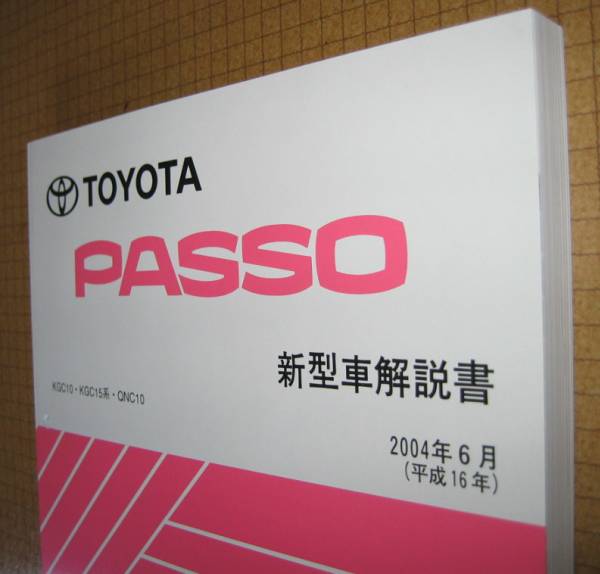 TOYOTA
PASSO
新型車解説書
KGC10・KGC15系・QNC10
2004年6月
(平成16年)